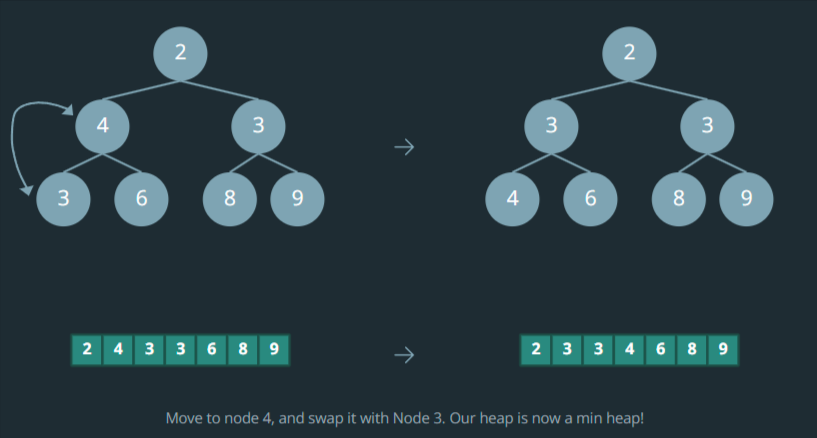 2 2
4 3 3 3
3 6 8 9 4 6 8 9
2 4 3 3 6 8 9 2 3 3 4 6 8 9
Move to node 4, and swap it with Node 3. Our heap is now a min heap!